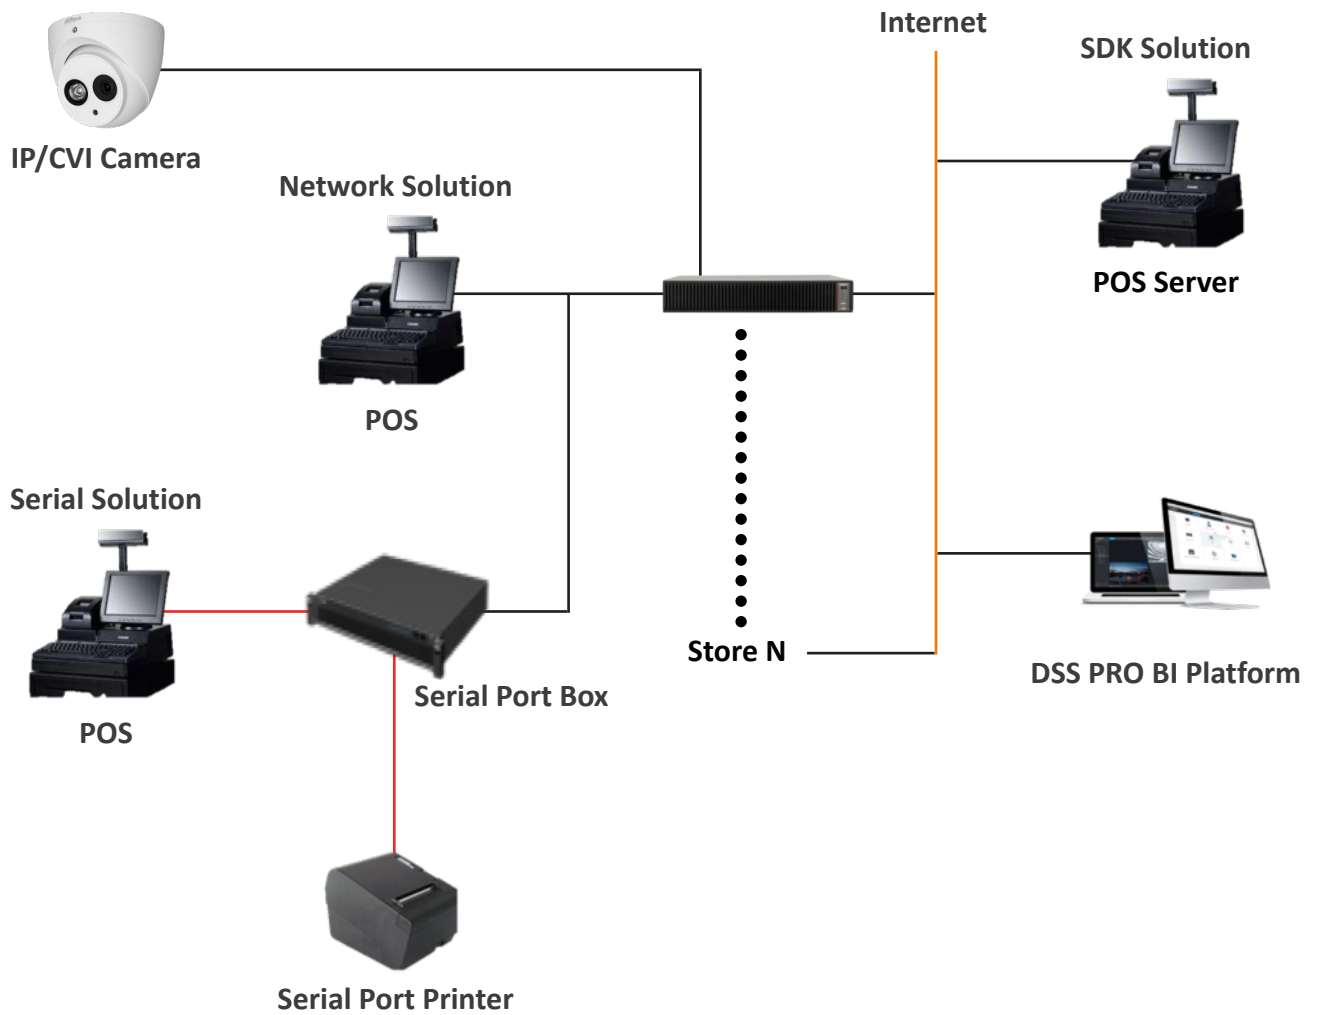 Internet
SDK Solution
IP/CVI Camera
Network Solution
POS Server
POS
Serial Solution
Store N
DSS PRO BI Platform
Serial Port Box
POS
Serial Port Printer